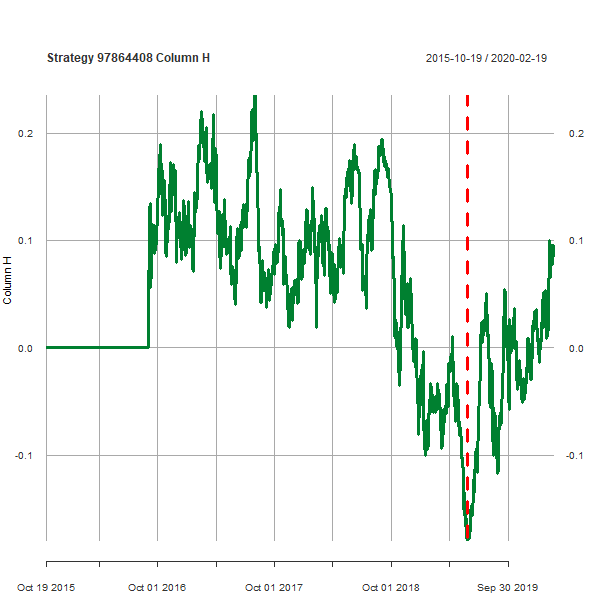 Strategy 97864408 Column H
2015-10-19 / 2020-02-19
0.2
0.2
0.1
0.1
Column H
0.0
0.0
-0.1
-0.1
Oct 19 2015
Oct 01 2016
Oct 01 2017
Oct 01 2018
Sep 30 2019